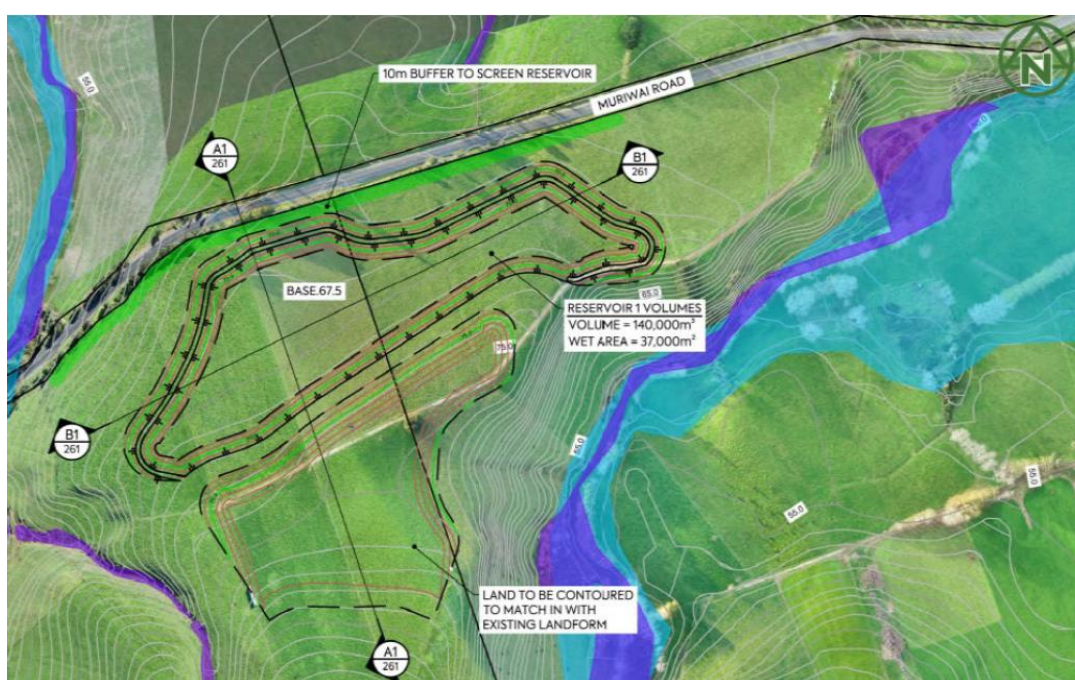 55.0
10m BUFFER TO SCREEN RESERVOIR
MURIWAI ROAD
N
A1
261
B1
261
BASE.67.5
65.0
RESERVOIR 1 VOLUMES
VOLUME = 140,000m³
WET AREA = 37,000m²
B1
261
55.0
55.0
55.0
LAND TO BE CONTOURED
TO MATCH IN WITH
EXISTING LANDFORM
A1
261